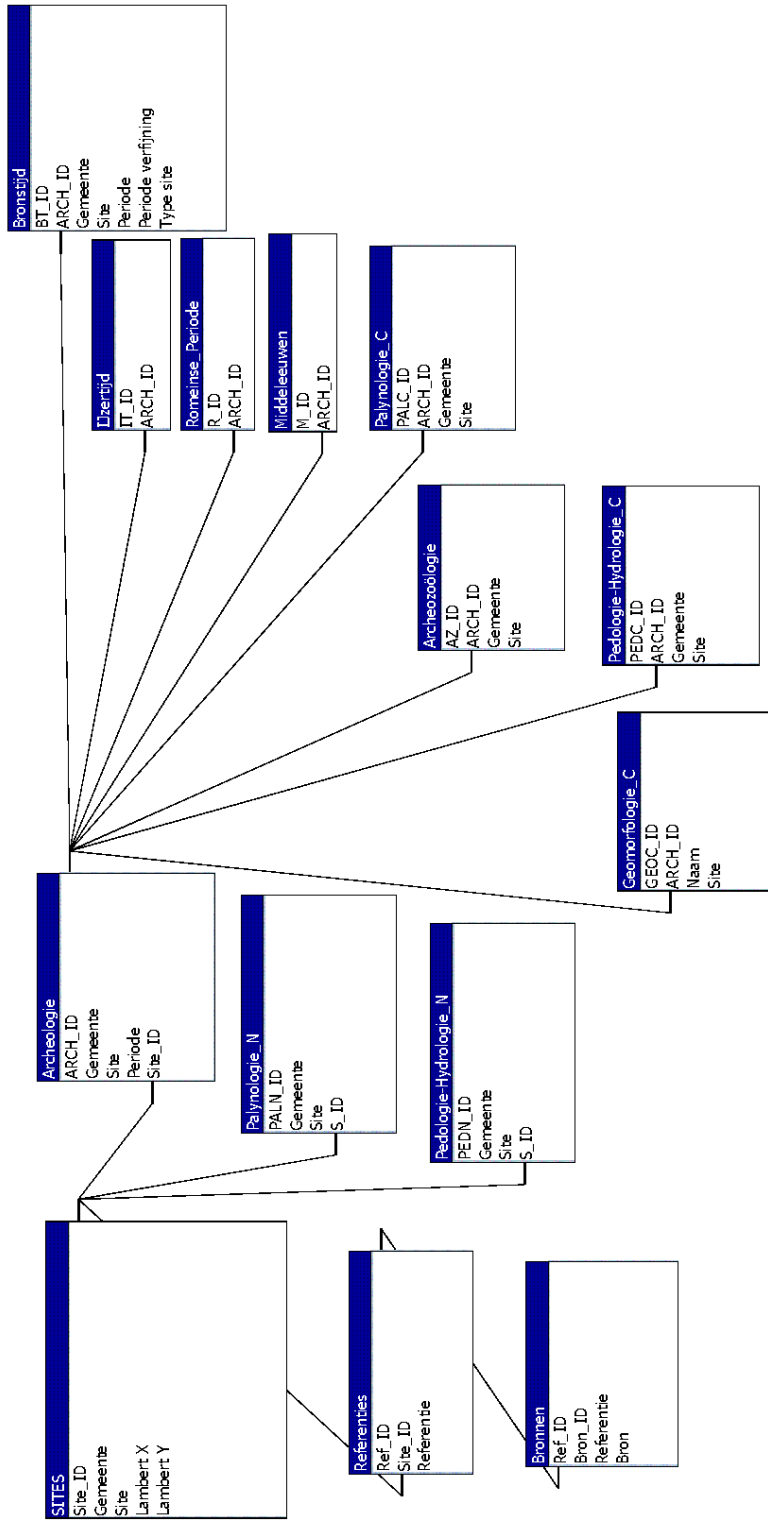 SITES
Site_ID
Gemeente
Site
Lambert X
Lambert Y
Referenties
Ref_ID
Site_ID
Referentie
Bronnen
Ref_ID
Bron_ID
Referentie
Bron
Archeologie
ARCH_ID
Gemeente
Site
Periode
Site_ID
Palynologie_N
PALN_ID
Gemeente
Site
S_ID
Pedologie-Hydrologie_N
PEDN_ID
Gemeente
Site
S_ID
Bronstijd
BT_ID
ARCH_ID
Gemeente
Site
Periode
Periode verfijning
Type site
IJzertijd
IT_ID
ARCH_ID
Romeinse_Periode
R_ID
ARCH_ID
Middeleeuwen
M_ID
ARCH_ID
Palynologie_C
PALC_ID
ARCH_ID
Gemeente
Site
Archeozoölogie
AZ_ID
ARCH_ID
Gemeente
Site
Pedologie-Hydrologie_C
PEDC_ID
ARCH_ID
Gemeente
Site
Geomorfologie_C
GEOC_ID
ARCH_ID
Naam
Site